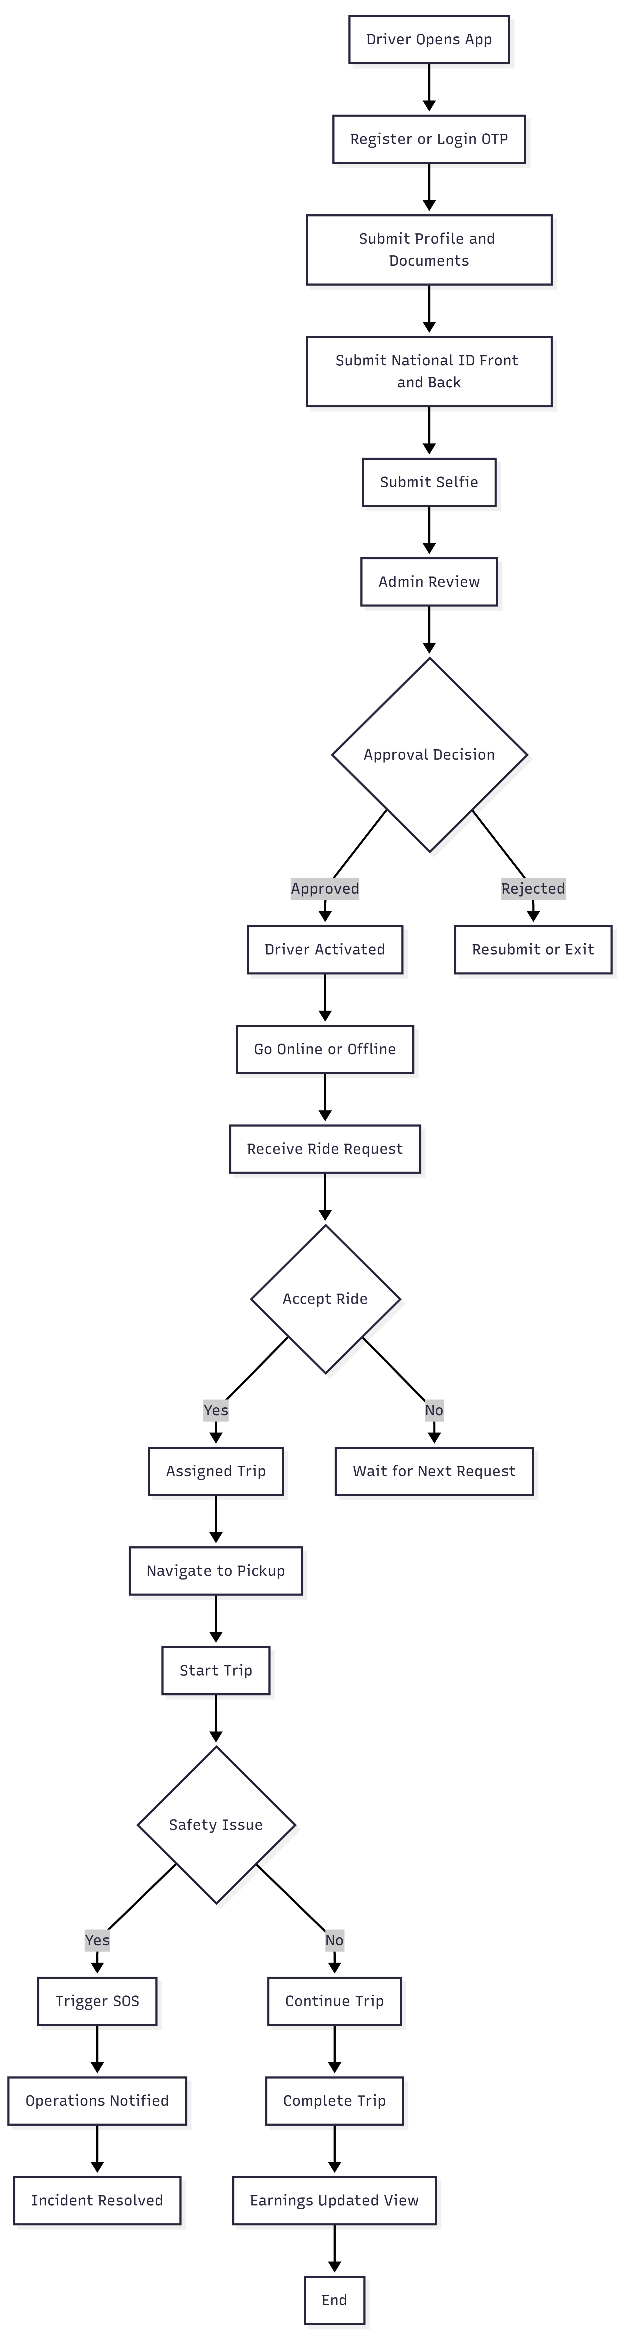 Driver Opens App
Register or Login OTP
Submit Profile and
Documents
Submit National ID Front
and Back
Submit Selfie
Admin Review
Approval Decision
Approved
Rejected
Driver Activated
Resubmit or Exit
Go Online or Offline
Receive Ride Request
Accept Ride
Yes
No
Assigned Trip
Wait for Next Request
Navigate to Pickup
Start Trip
Safety Issue
Yes
No
Trigger SOS
Continue Trip
Operations Notified
Complete Trip
Incident Resolved
Earnings Updated View
End